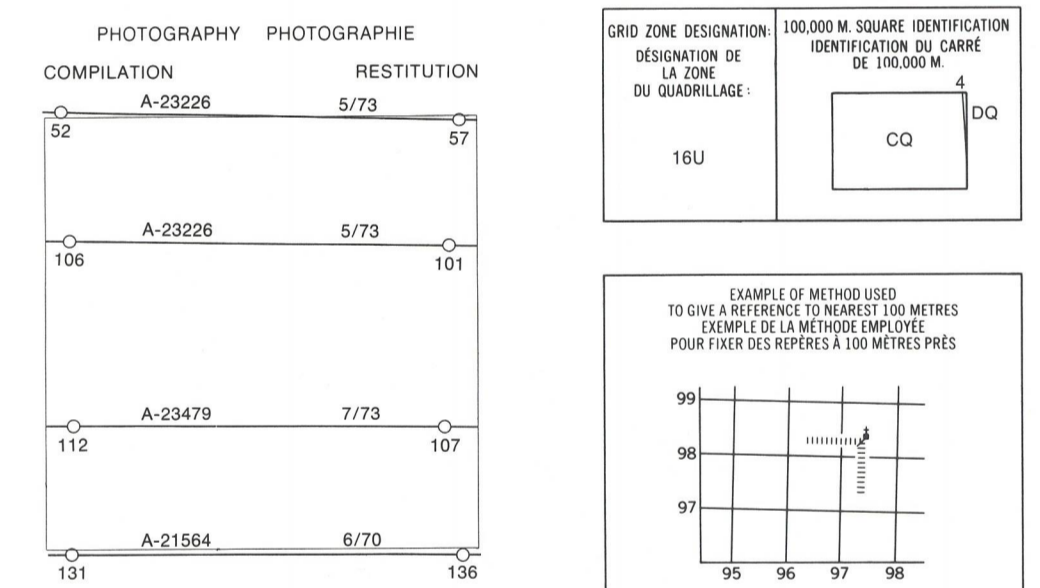 PHOTOGRAPHY PHOTOGRAPHIE
COMPILATION RESTITUTION
A-23226 5/73
52 57
A-23226 5/73
106 101
A-23479 7/73
112 107
A-21564 6/70
131 136
GRID ZONE DESIGNATION:
DÉSIGNATION DE
LA ZONE
DU QUADRILLAGE :
16U
100,000 M. SQUARE IDENTIFICATION
IDENTIFICATION DU CARRÉ
DE 100,000 M.
4
DQ
CQ
EXAMPLE OF METHOD USED
TO GIVE A REFERENCE TO NEAREST 100 METRES
EXEMPLE DE LA MÉTHODE EMPLOYÉE
POUR FIXER DES REPÈRES À 100 MÈTRES PRÈS
99
98
97
95 96 97 98